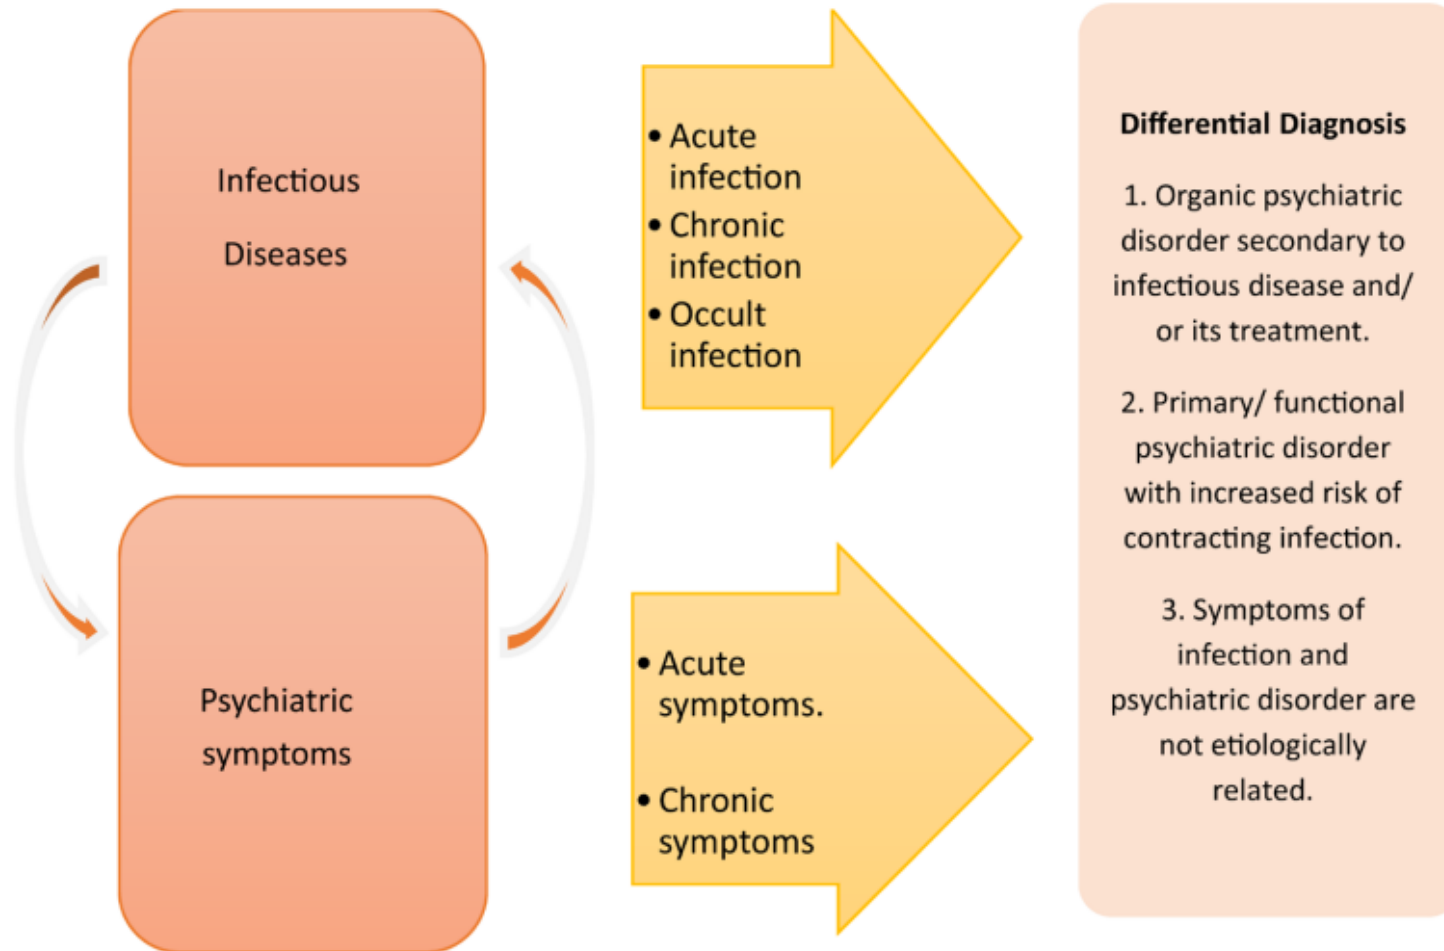 Infectious
Diseases
Psychiatric
symptoms
• Acute
infection
• Chronic
infection
• Occult
infection
• Acute
symptoms.
• Chronic
symptoms
Differential Diagnosis
1. Organic psychiatric
disorder secondary to
infectious disease and/
or its treatment.
2. Primary/ functional
psychiatric disorder
with increased risk of
contracting infection.
3. Symptoms of
infection and
psychiatric disorder are
not etiologically
related.